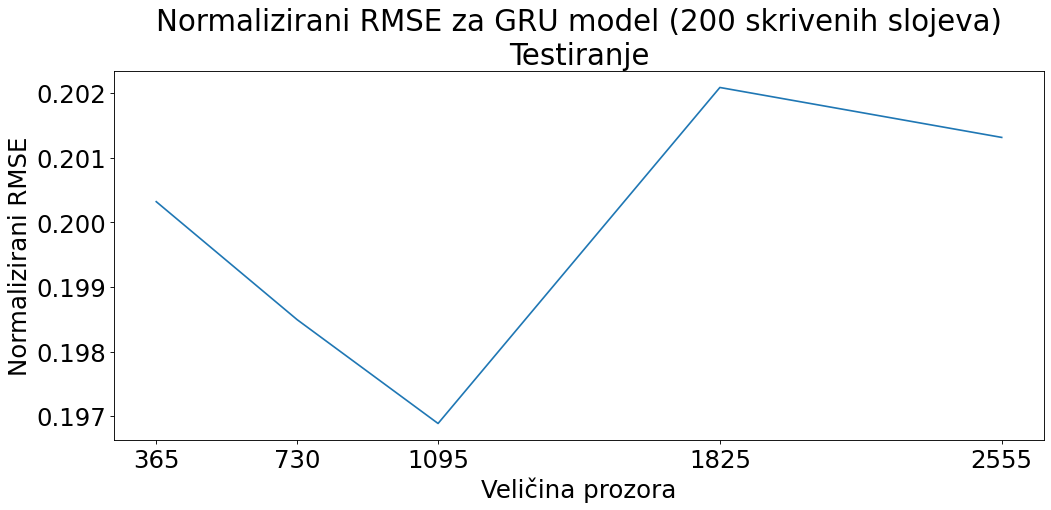 Normalizirani RMSE za GRU model (200 skrivenih slojeva)
Testiranje
Normalizirani RMSE
0.202
0.201
0.200
0.199
0.198
0.197
365 730 1095 1825 2555
Veličina prozora